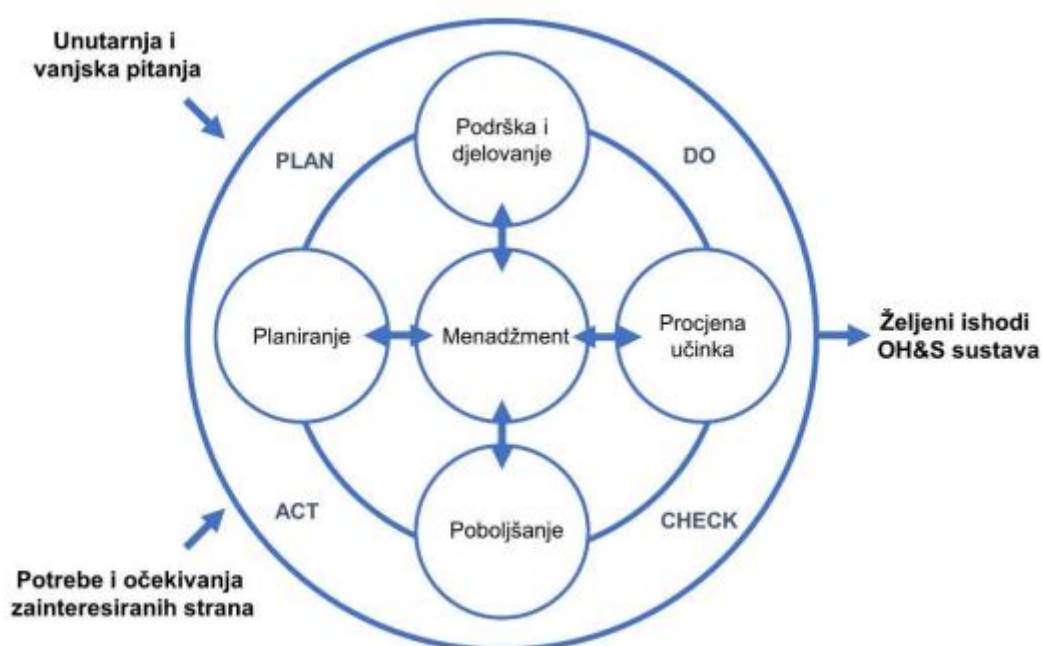 Unutarnja i
vanjska pitanja
Podrška i
djelovanje
PLAN
DO
Planiranje
Menadžment
Procjena
učinka
Željeni ishodi
OH&S sustava
ACT
CHECK
Poboljšanje
Potrebe i očekivanja
zainteresiranih strana